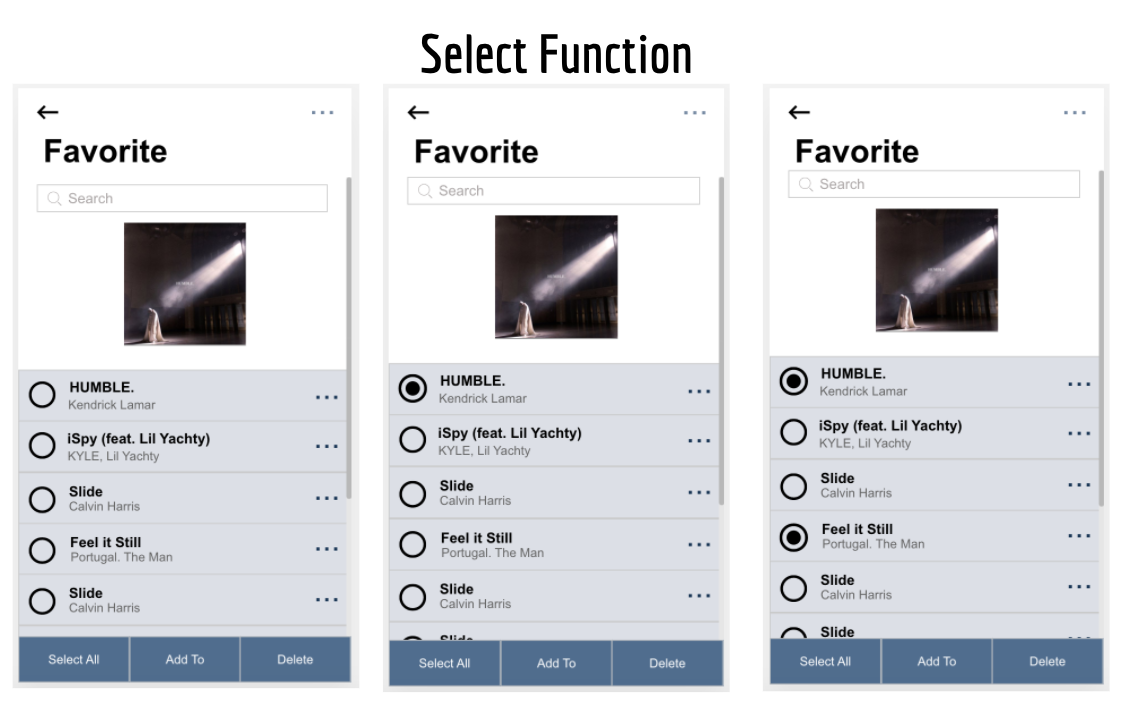 Select Function
Favorite
Search
HUMBLE.
Kendrick Lamar
iSpy (feat. Lil Yachty)
KYLE, Lil Yachty
Slide
Calvin Harris
Feel it Still
Portugal. The Man
Slide
Calvin Harris
Select All
Add To
Delete
Favorite
Search
HUMBLE.
Kendrick Lamar
iSpy (feat. Lil Yachty)
KYLE, Lil Yachty
Slide
Calvin Harris
Feel it Still
Portugal. The Man
Slide
Calvin Harris
Slide
Select All
Add To
Delete
Favorite
Search
HUMBLE.
Kendrick Lamar
iSpy (feat. Lil Yachty)
KYLE, Lil Yachty
Slide
Calvin Harris
Feel it Still
Portugal. The Man
Slide
Calvin Harris
Slide
Select All
Add To
Delete